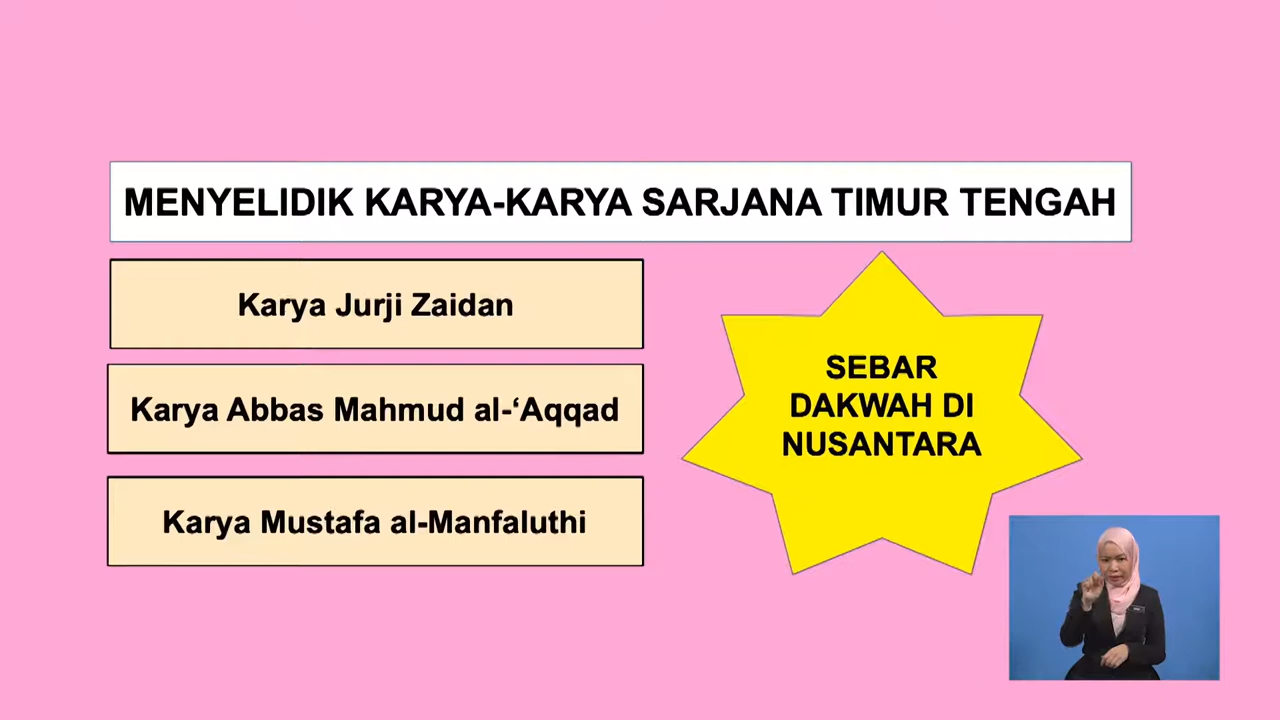 MENYELIDIK KARYA-KARYA SARJANA TIMUR TENGAH
Karya Jurji Zaidan
Karya Abbas Mahmud al-‘Aqqad
Karya Mustafa al-Manfaluthi
SEBAR
DAKWAH DI
NUSANTARA